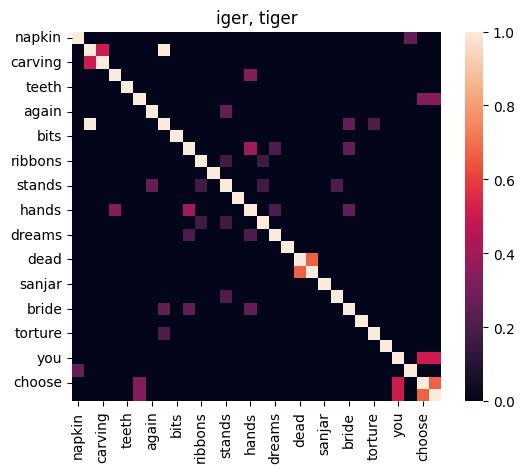 iger, tiger
napkin
carving
teeth
again
bits
ribbons
stands
hands
dreams
dead
sanjar
bride
torture
you
choose
1.0
0.8
0.6
0.4
0.2
0.0
napkin
carving
teeth
again
bits
ribbons
stands
hands
dreams
dead
sanjar
bride
torture
you
choose